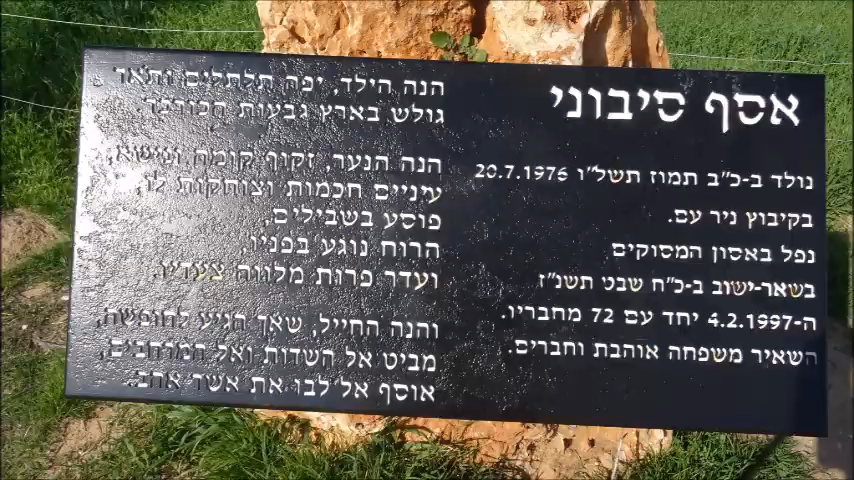 אסף סיבוני
נולד ב-כ"ב תמוז תשל"ו 20.7.1976
בקיבוץ ניר עם.
נפל באסון המסוקים
בשאר-ישוב ב-כ"ח שבט תשנ"ז
ה-4.2.1997 יחד עם 72 מחבריו.
השאיר משפחה אוהבת וחברים.
הנה הילד, יפה תלתלים ותואר
גולש בארץ גבעות הכורכר.
הנה הנער, זקוף קומה ונישא
עיניים חכמות וצוחקות לו,
פוסע בשבילים,
הרוח נוגע בפניו,
ועדר פרות מלווה צעדיו.
והנה החייל, שאך הגיע לחופשה
מביט אל השדות ואל המרחבים,
אוסף אל לבו את אשר אהב.